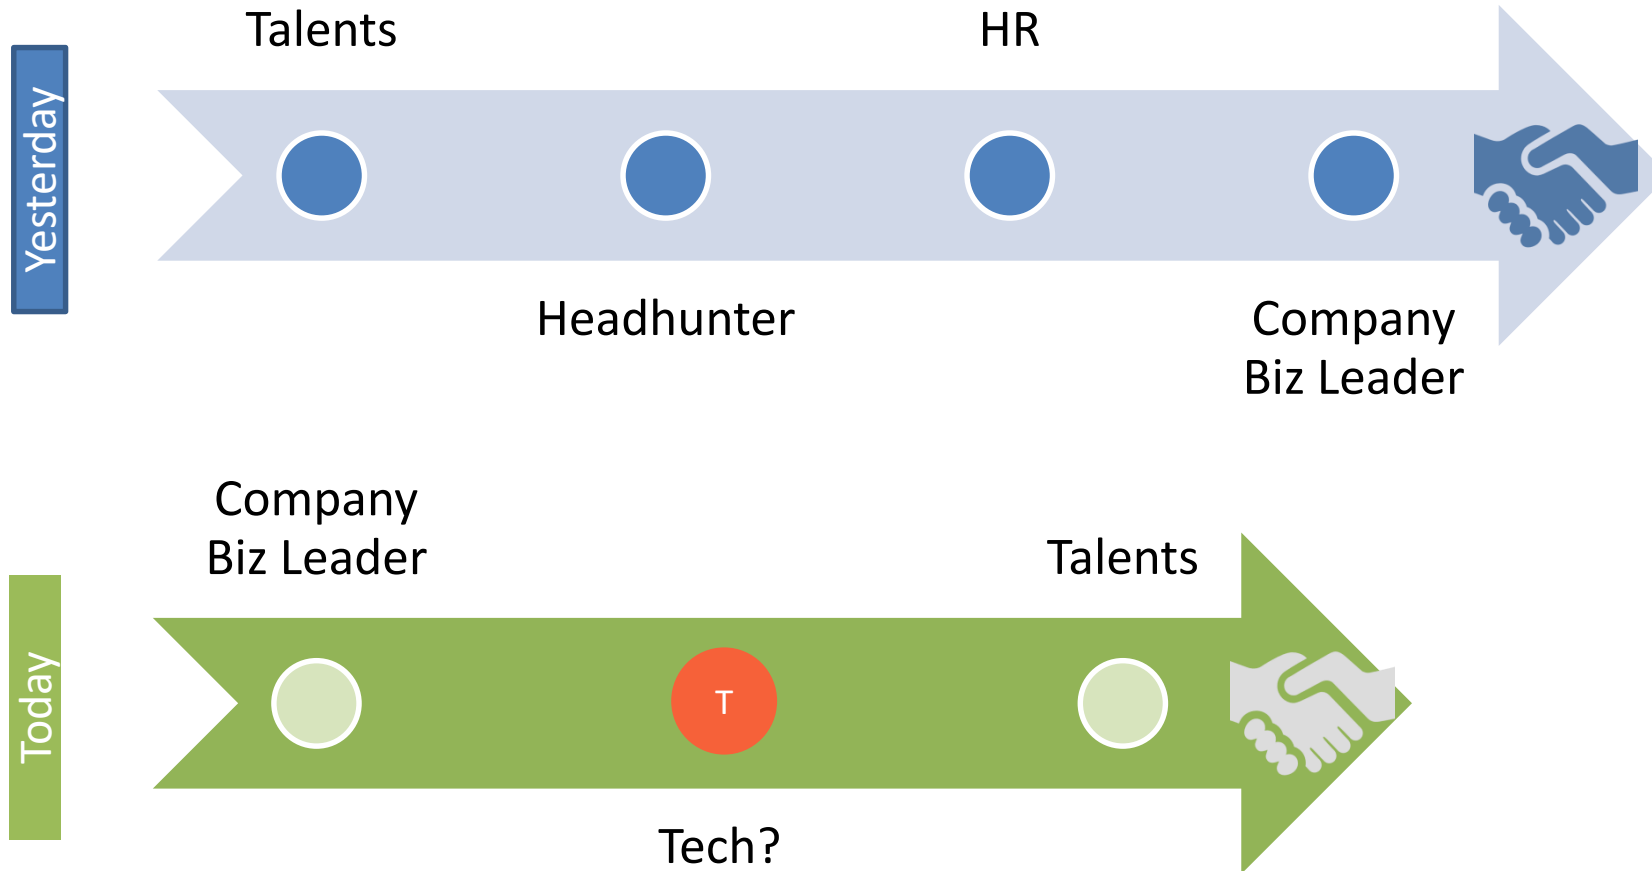 Yesterday
Talents
HR
Headhunter
Company
Biz Leader
Today
Company
Biz Leader
Talents
T
Tech?